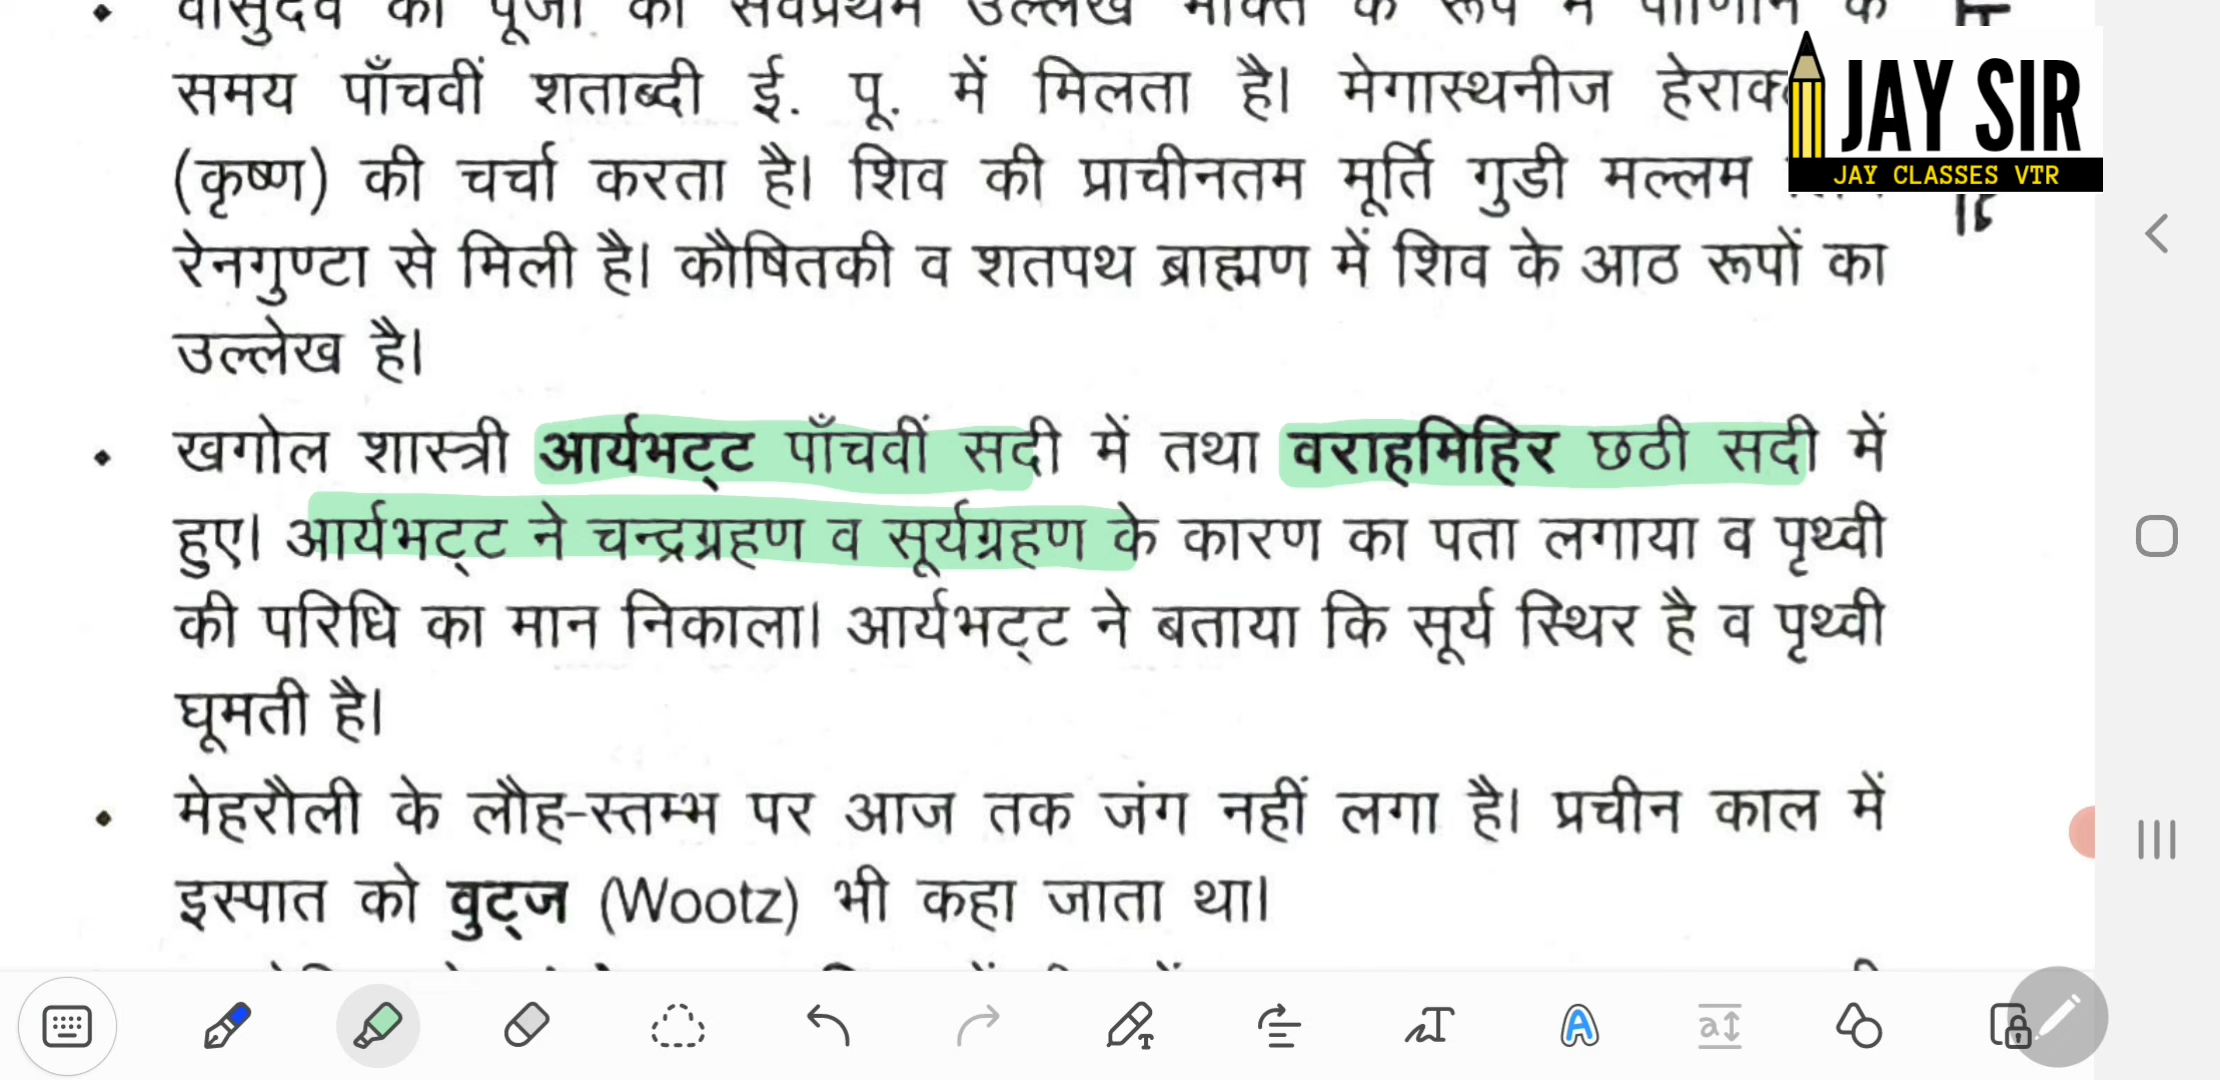 समय पाँचवीं शताब्दी ई. पू. में मिलता है। मेगास्थनीज
(कृष्ण) की चर्चा करता है। शिव की प्राचीनतम मूर्ति गुडी मल्लम
रेनगुण्टा से मिली है। कौषितकी व शतपथ ब्राह्मण में शिव के आठ रूपों का
उल्लेख है।
• खगोल शास्त्री आर्यभट्ट पाँचवीं सदी में तथा वराहमिहिर छठी सदी में
हुए। आर्यभट्ट ने चन्द्रग्रहण व सूर्यग्रहण के कारण का पता लगाया व पृथ्वी
की परिधि का मान निकाला। आर्यभट्ट ने बताया कि सूर्य स्थिर है व पृथ्वी
घूमती है।
• मेहरौली के लौह-स्तम्भ पर आज तक जंग नहीं लगा है। प्रचीन काल में
इस्पात को वुट्ज (Wootz) भी कहा जाता था।
JAY SIR
JAY CLASSES VTR